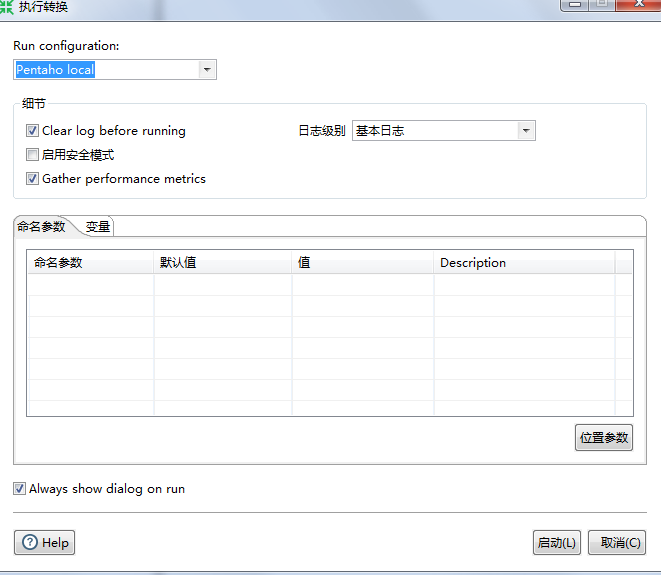 执行转换
Run configuration:
Pentaho local
细节
Clear log before running 日志级别 基本日志
启用安全模式
Gather performance metrics
命名参数 变量
命名参数 默认值 值 Description
位置参数
Always show dialog on run
Help 启动(L) 取消(C)